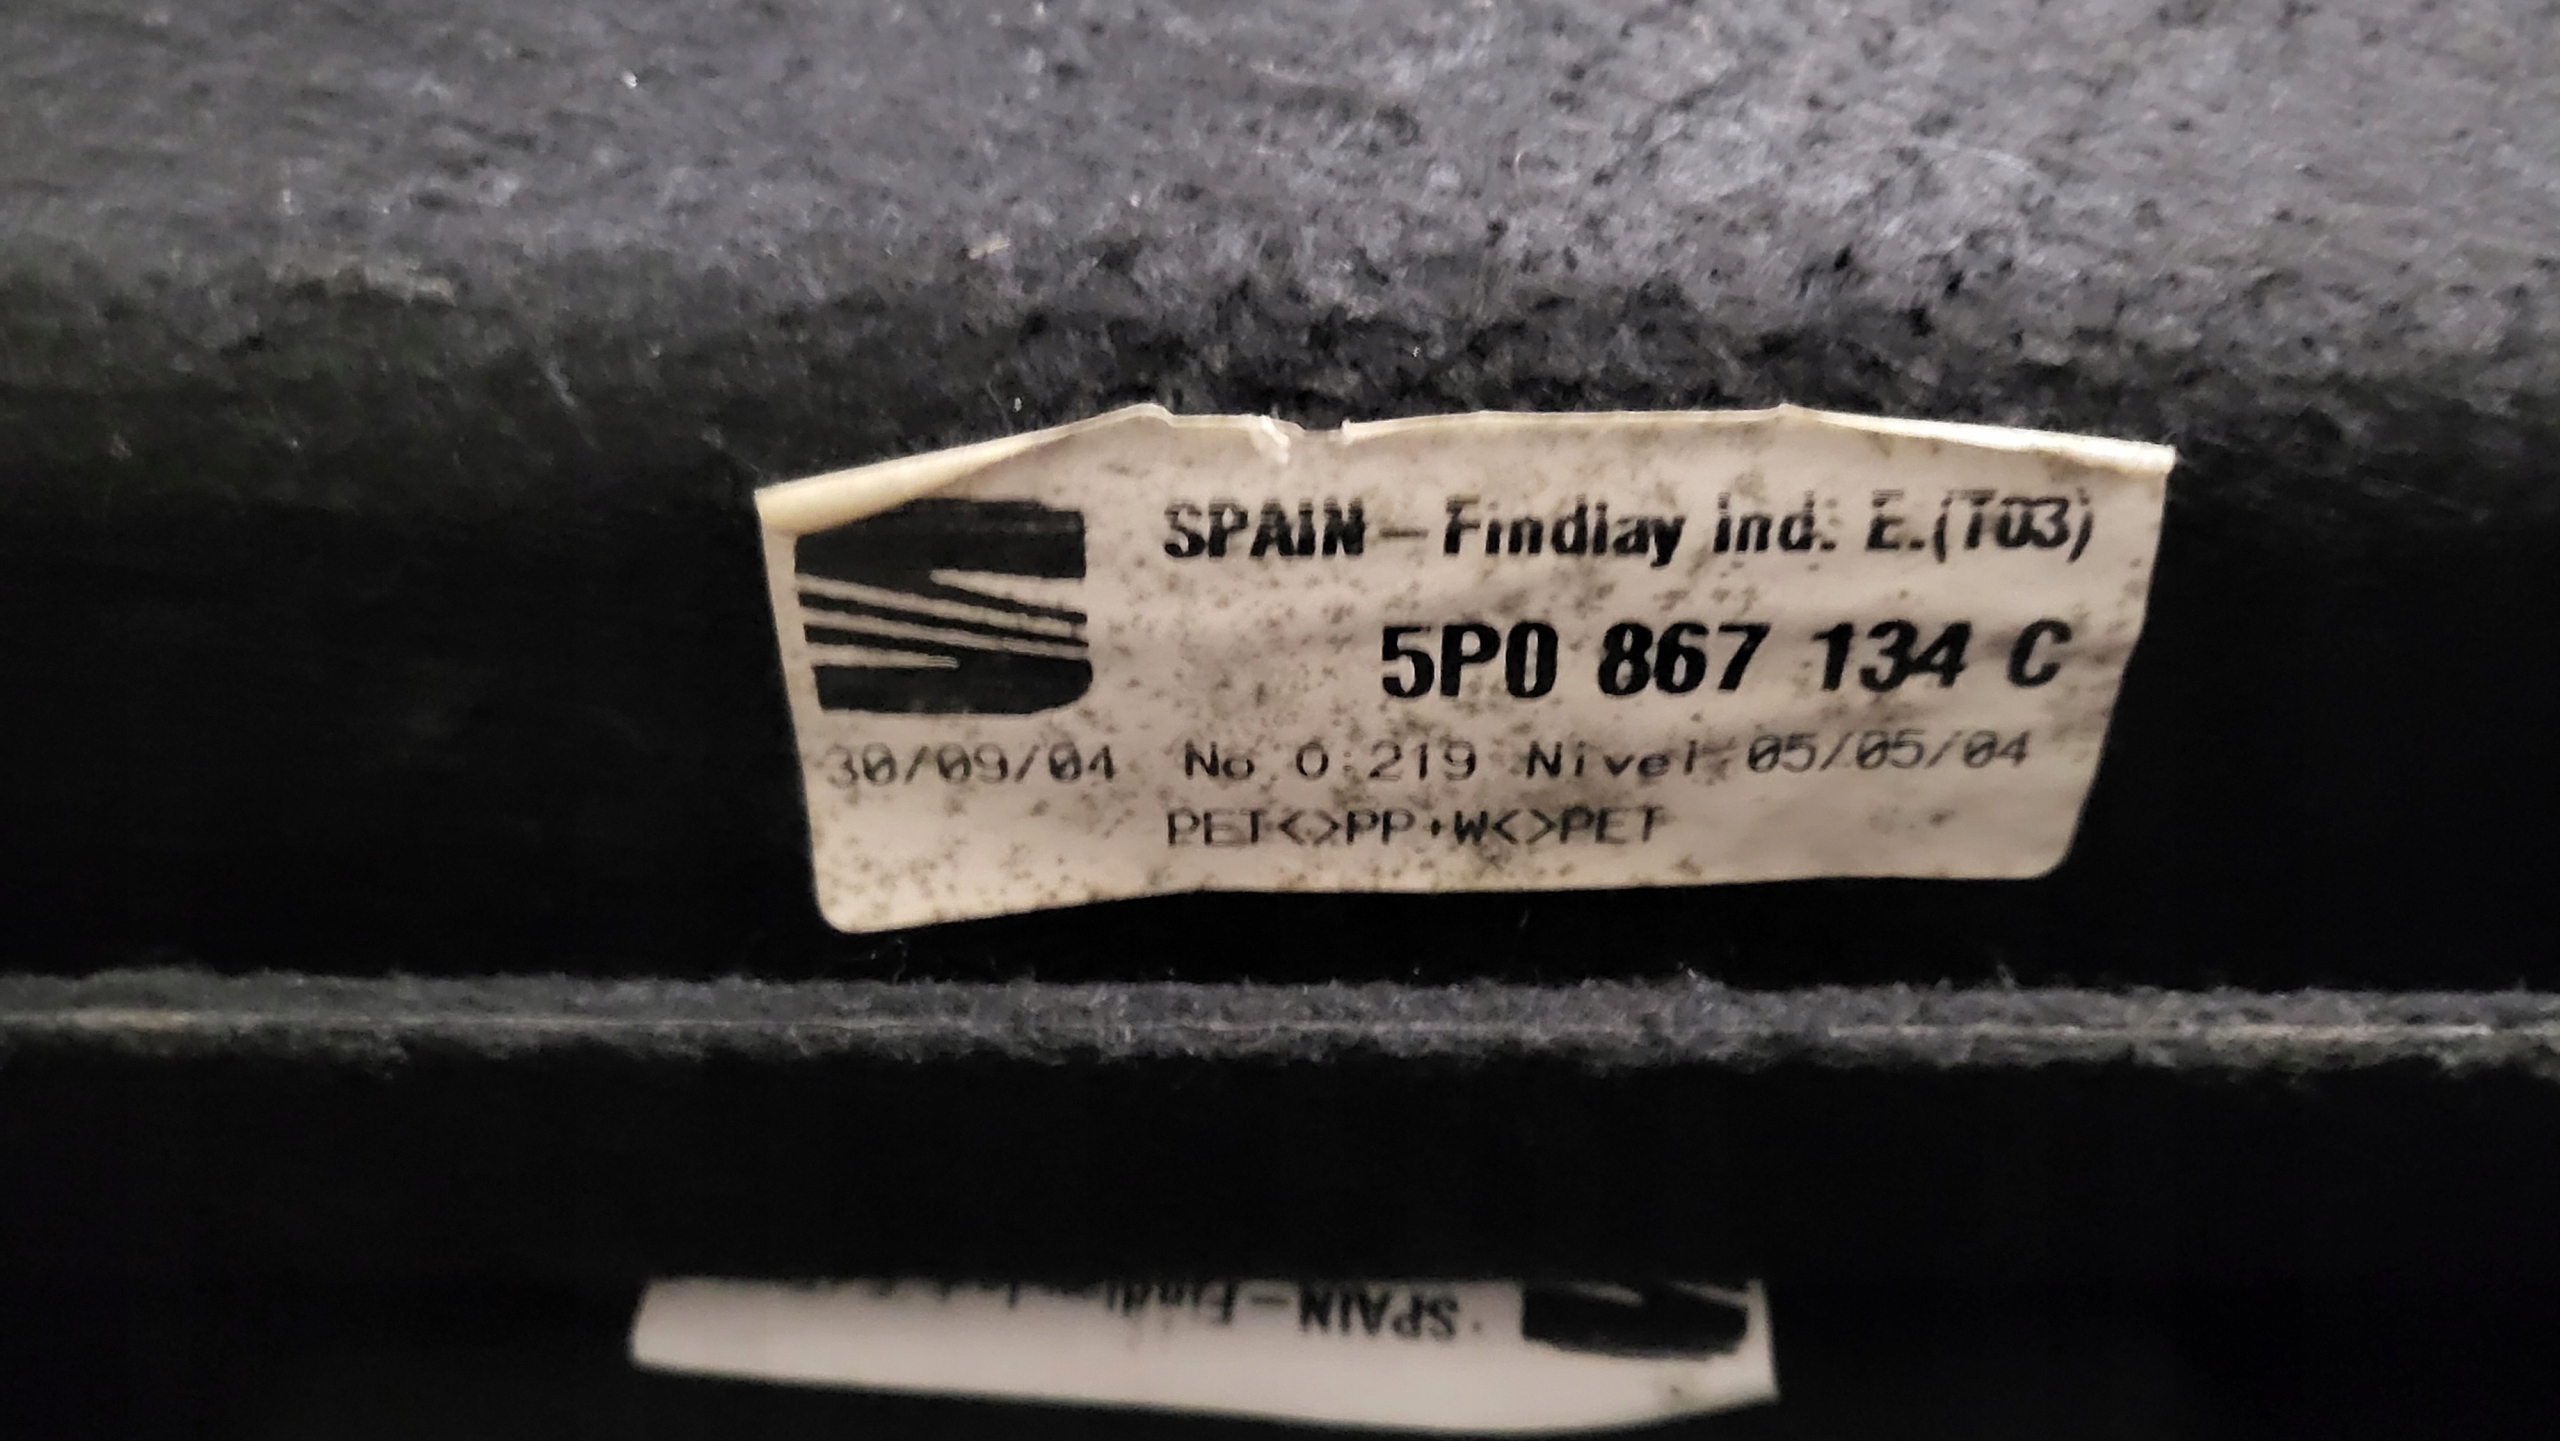 SPAIN - Findlay ind. E.(T03)
5P0 867 134 C
30/09/04 No 0:219 Nivel 05/05/04
PET<>PP+W<>PET
SPAIN - Findlay